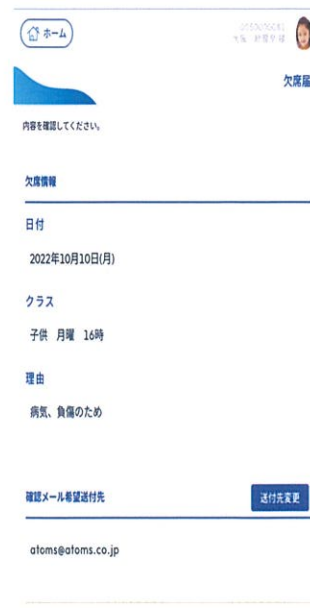 ホーム
欠席届
内容を確認してください。
欠席情報
日付
2022年10月10日(月)
クラス
子供 月曜 16時
理由
病気、負傷のため
確認メール希望送付先
送付先変更
atoms@atoms.co.jp